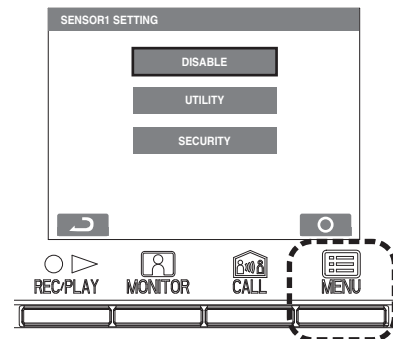 SENSOR1 SETTING
DISABLE
UTILITY
SECURITY
REC/PLAY MONITOR CALL MENU